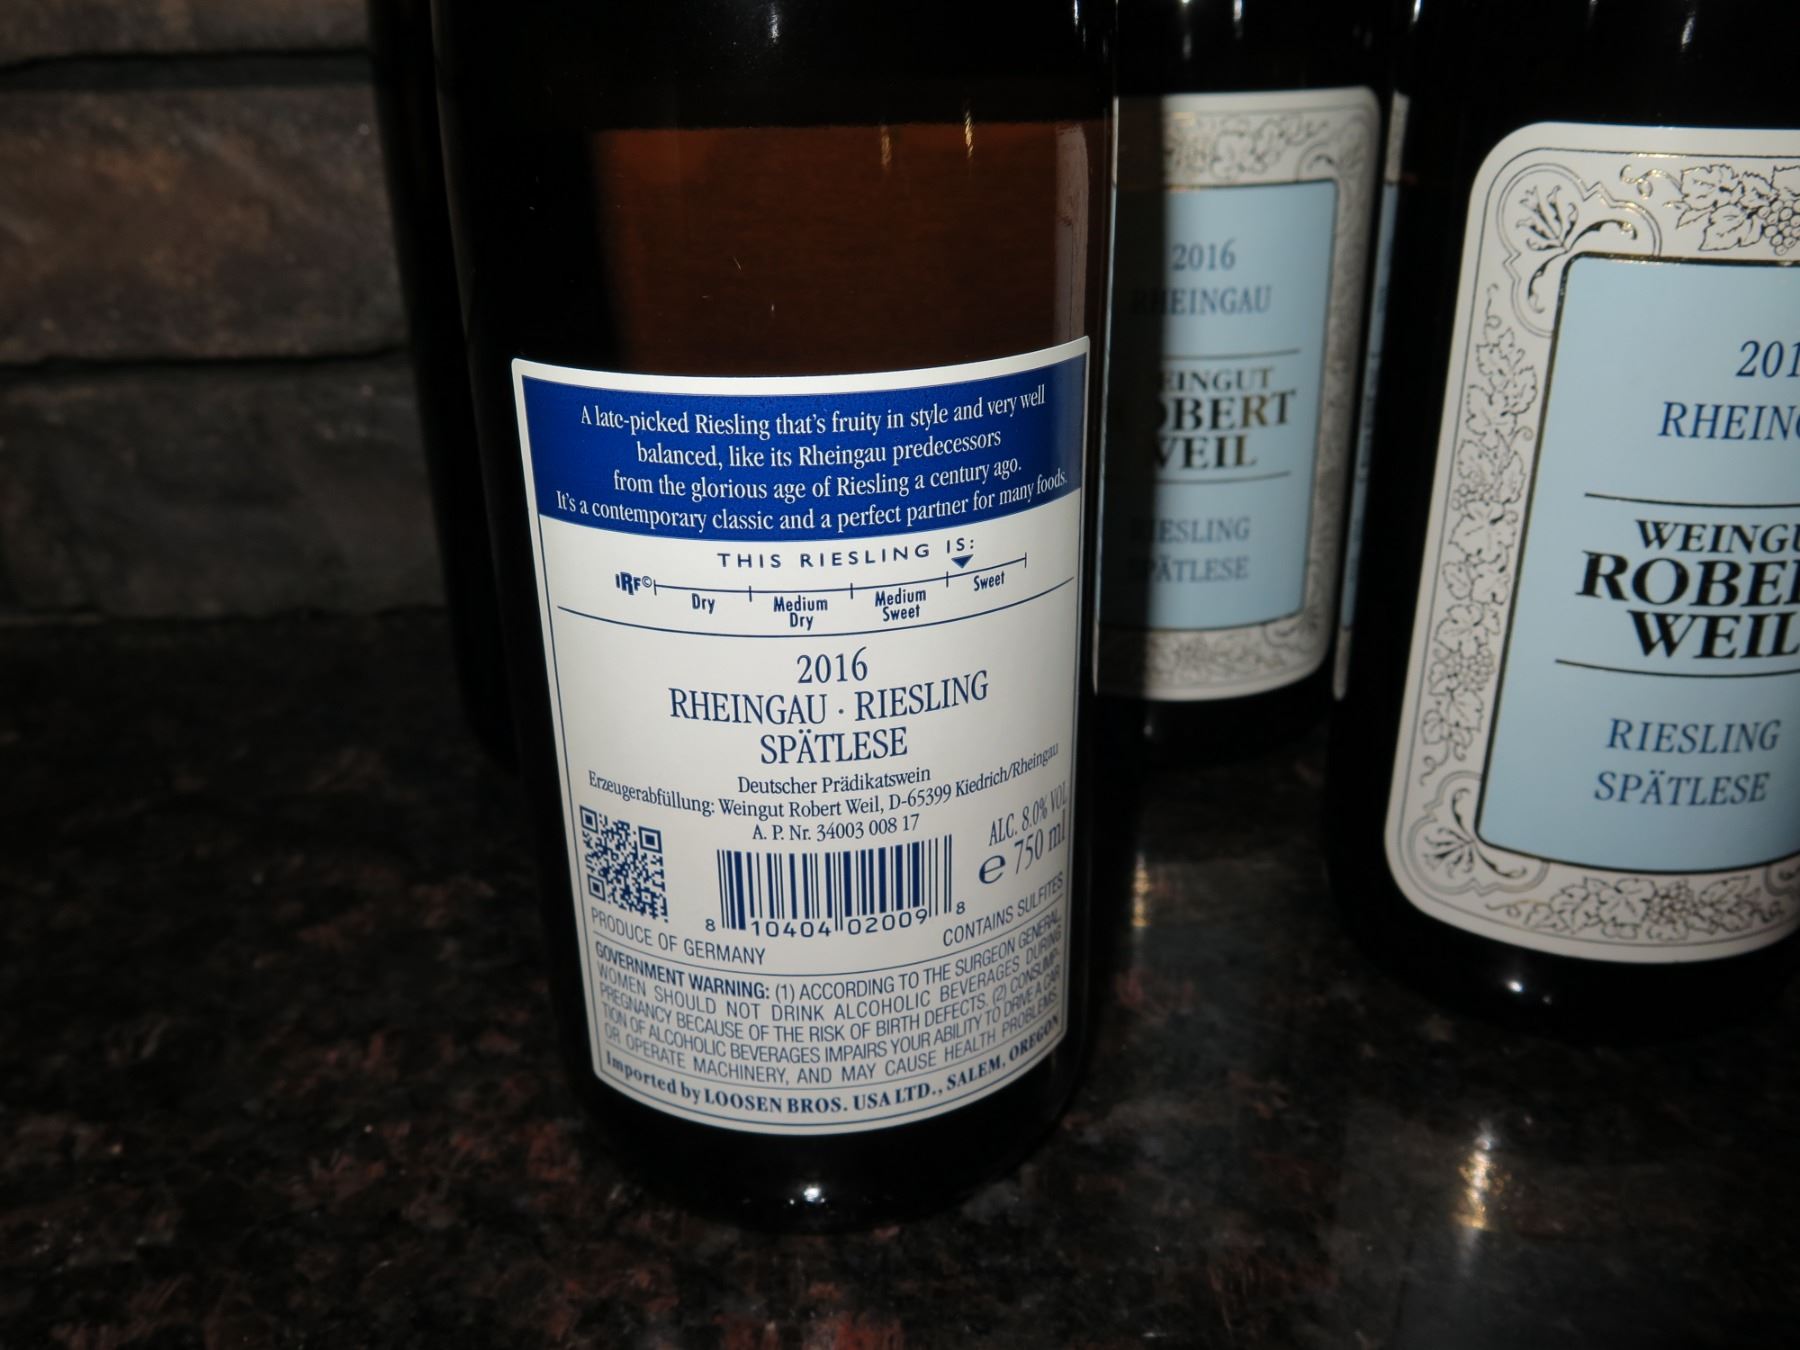 A late-picked Riesling that's fruity in style and very well
balanced, like its Rheingau predecessors
from the glorious age of Riesling a century ago.
It's a contemporary classic and a perfect partner for many foods.
THIS RIESLING IS:
IRF©
Dry
Medium
Dry
Medium
Sweet
Sweet
2016
RHEINGAU · RIESLING
SPÄTLESE
Deutscher Prädikatswein
Erzeugerabfüllung: Weingut Robert Weil, D-65399 Kiedrich/Rheingau
A. P. Nr. 34003 008 17
ALC. 8.0% VOL
e 750 ml
8 10404 02009 8
PRODUCE OF GERMANY
CONTAINS SULFITES
GOVERNMENT WARNING: (1) ACCORDING TO THE SURGEON GENERAL,
WOMEN SHOULD NOT DRINK ALCOHOLIC BEVERAGES DURING
PREGNANCY BECAUSE OF THE RISK OF BIRTH DEFECTS. (2) CONSUMP-
TION OF ALCOHOLIC BEVERAGES IMPAIRS YOUR ABILITY TO DRIVE A CAR
OR OPERATE MACHINERY, AND MAY CAUSE HEALTH PROBLEMS.
Imported by LOOSEN BROS. USA LTD., SALEM, OREGON
2016
RHEINGAU
EINGUT
OBERT
WEIL
RIESLING
SPÄTLESE
201
RHEING
WEINGU
ROBE
WEIL
RIESLING
SPÄTLESE